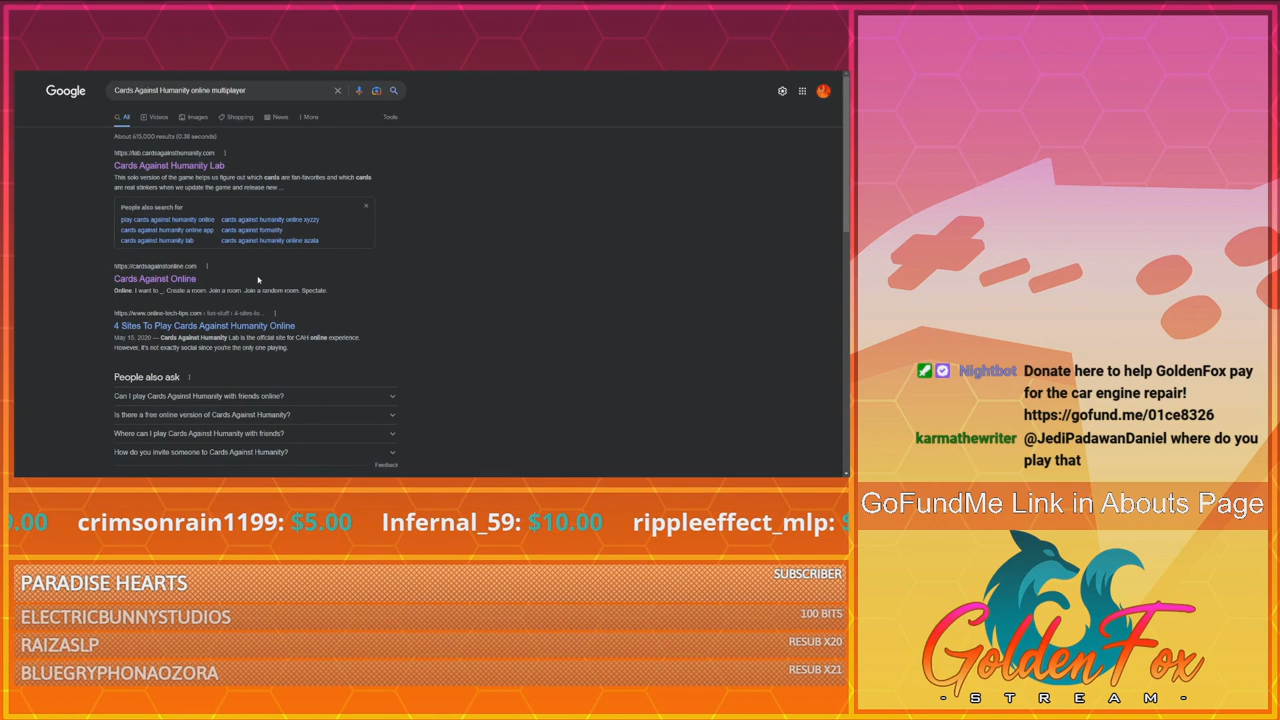 Google
Cards Against Humanity online multiplayer
All Videos Images Shopping News More Tools
About 615,000 results (0.38 seconds)
https://lab.cardsagainsthumanity.com
Cards Against Humanity Lab
This solo version of the game helps us figure out which cards are fan-favorites and which cards
are real stinkers when we update the game and release new ...
People also search for
play cards against humanity online cards against humanity online xyzzy
cards against humanity online app cards against formality
cards against humanity lab cards against humanity online azala
https://cardsagainstonline.com
Cards Against Online
Online. I want to _. Create a room. Join a room. Join a random room. Spectate.
https://www.online-tech-tips.com › fun-stuff › 4-sites-to...
4 Sites To Play Cards Against Humanity Online
May 15, 2020 — Cards Against Humanity Lab is the official site for CAH online experience.
However, it's not exactly social since you're the only one playing.
People also ask
Can I play Cards Against Humanity with friends online?
Is there a free online version of Cards Against Humanity?
Where can I play Cards Against Humanity with friends?
How do you invite someone to Cards Against Humanity?
Feedback
Nightbot Donate here to help GoldenFox pay
for the car engine repair!
https://gofund.me/01ce8326
karmathewriter @JediPadawanDaniel where do you
play that
GoFundMe Link in Abouts Page
9.00 crimsonrain1199: $5.00 Infernal_59: $10.00 rippleeffect_mlp: $
PARADISE HEARTS SUBSCRIBER
ELECTRICBUNNYSTUDIOS 100 BITS
RAIZASLP RESUB X20
BLUEGRYPHONAOZORA RESUB X21
GS
GoldenFox
- S T R E A M -